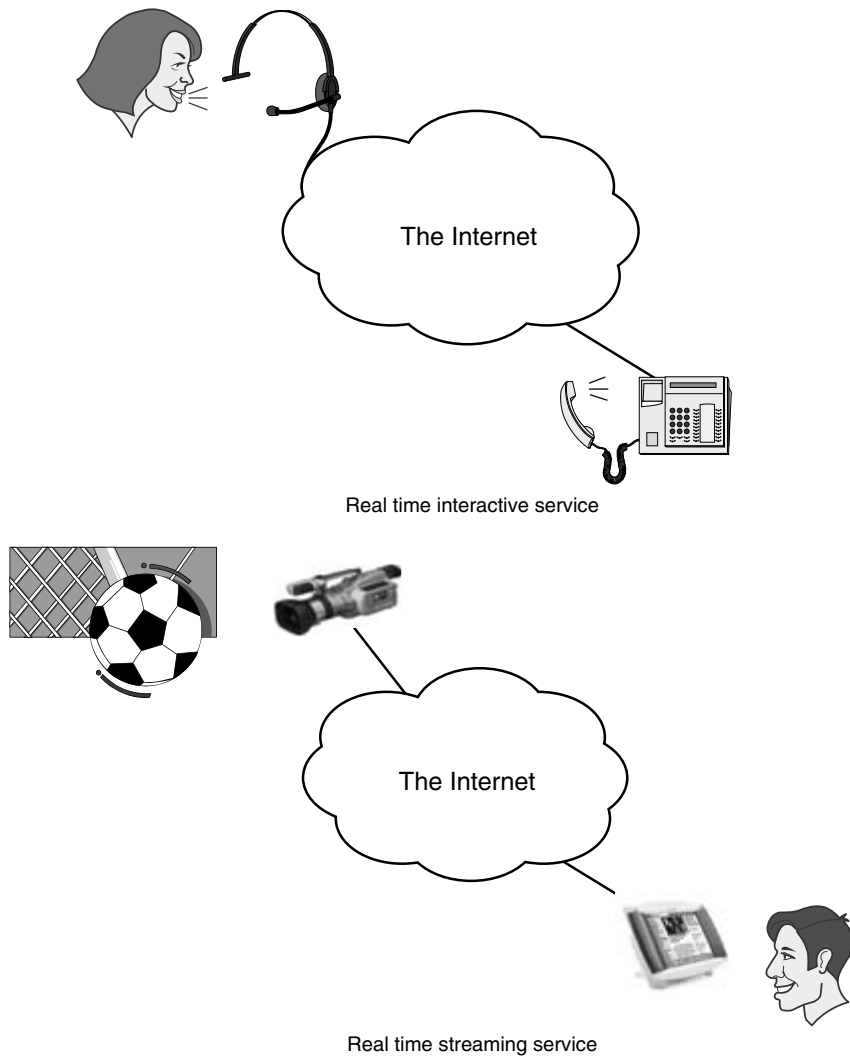 The Internet
Real time interactive service
The Internet
Real time streaming service